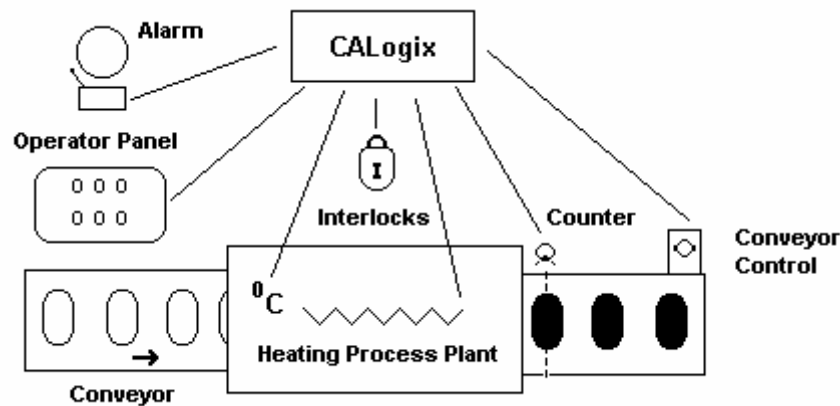 Alarm
CALogix
Operator Panel
0 0 0
0 0 0
I
Interlocks
Counter
Conveyor
Control
⁰C
Heating Process Plant
Conveyor